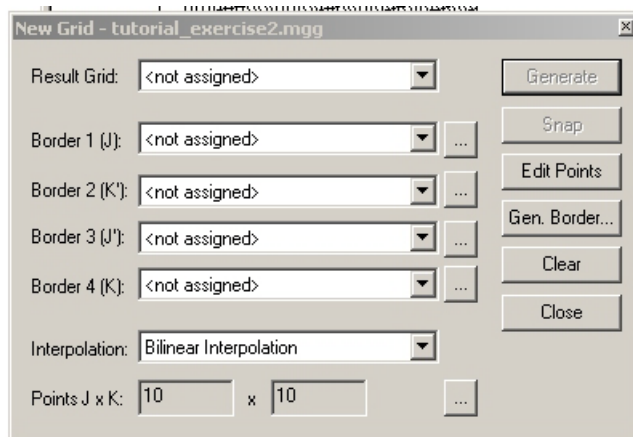 New Grid - tutorial_exercise2.mgg
Result Grid: <not assigned> Generate
Snap
Border 1 (J): <not assigned> ...
Edit Points
Border 2 (K'): <not assigned> ...
Gen. Border...
Border 3 (J'): <not assigned> ...
Clear
Border 4 (K): <not assigned> ...
Close
Interpolation: Bilinear Interpolation
Points J x K: 10 x 10 ...